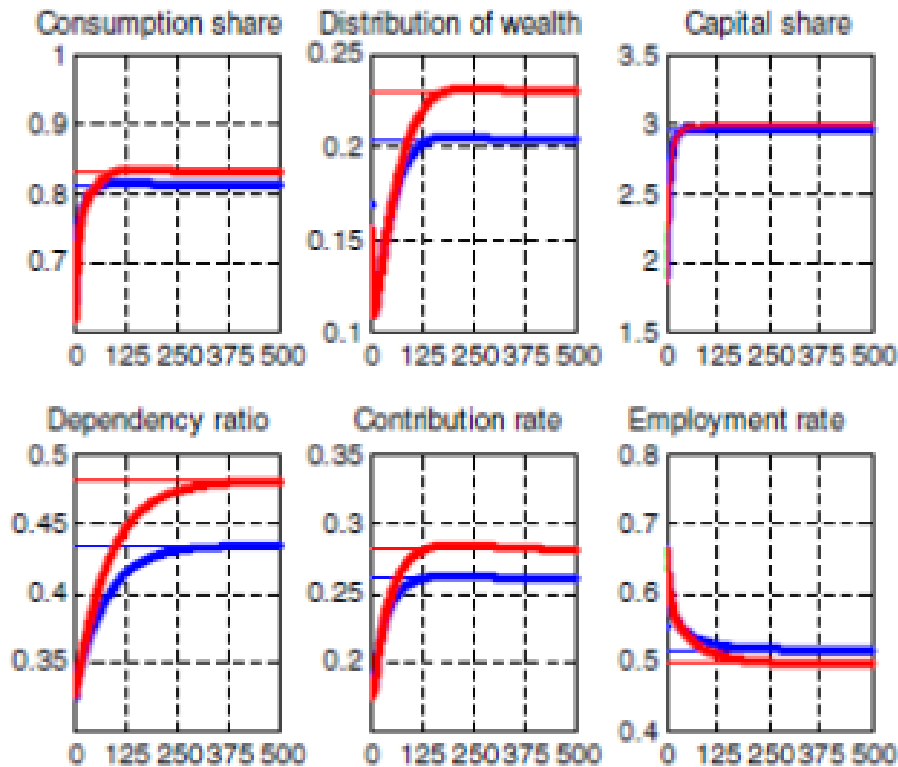 Consumption share Distribution of wealth Capital share
1 0.25 3.5
0.9 3
0.2
0.8 2.5
0.15
0.7 2
0.1 1.5
0 125 250 375 500 0 125 250 375 500 0 125 250 375 500
Dependency ratio Contribution rate Employment rate
0.5 0.35 0.8
0.45 0.3 0.7
0.4 0.25 0.6
0.35 0.2 0.5
0.4
0 125 250 375 500 0 125 250 375 500 0 125 250 375 500